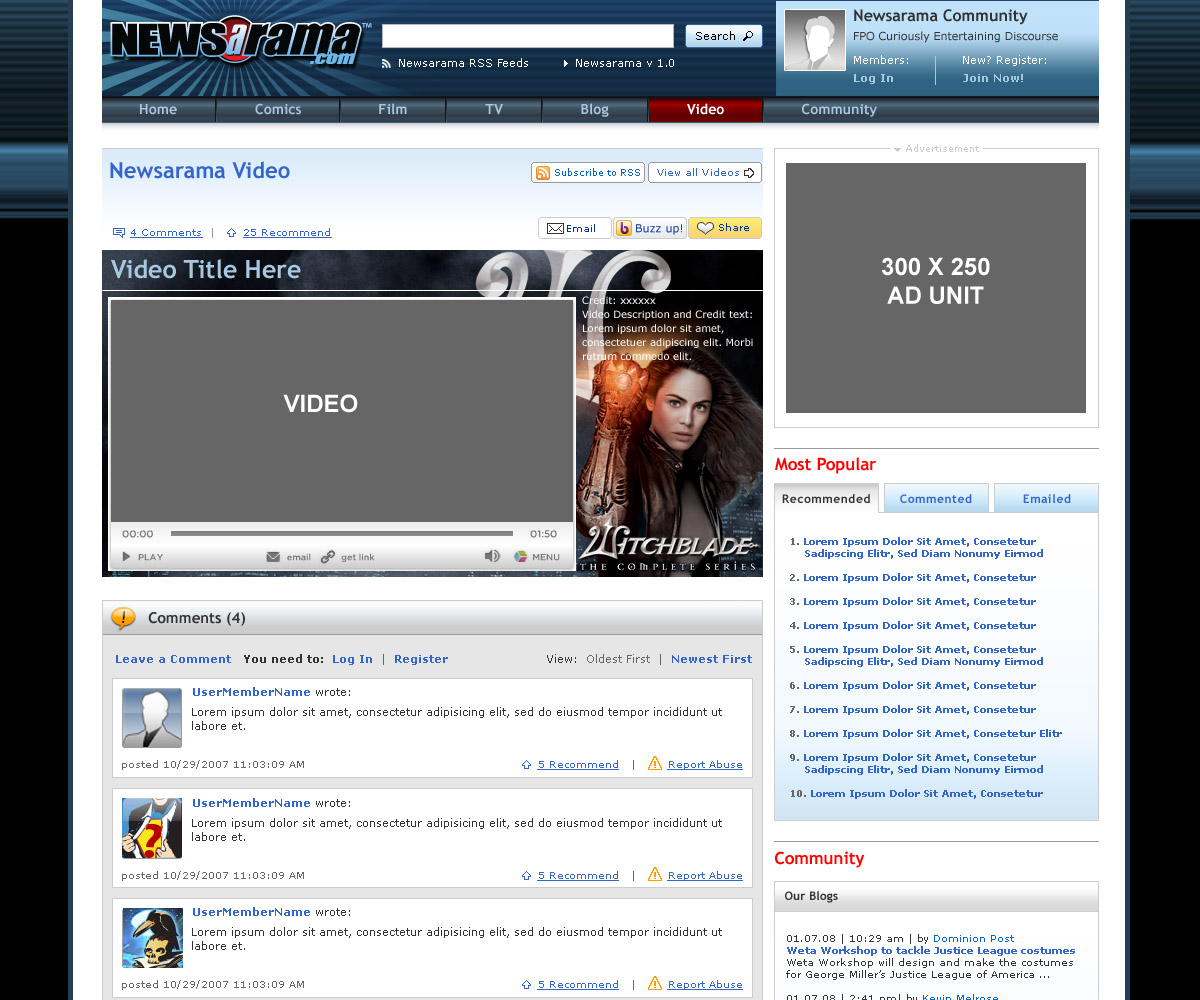 NEWSarama.com™
Search
Newsarama RSS Feeds
Newsarama v 1.0
Newsarama Community
FPO Curiously Entertaining Discourse
Members:
Log In
New? Register:
Join Now!
Home
Comics
Film
TV
Blog
Video
Community
Newsarama Video
Subscribe to RSS
View all Videos
4 Comments | 25 Recommend
Email
Buzz up!
Share
Video Title Here
Credit: xxxxxx
Video Description and Credit text:
Lorem ipsum dolor sit amet,
consectetuer adipiscing elit. Morbi
rutrum commodo elit.
VIDEO
00:00
01:50
PLAY
email
get link
MENU
WITCHBLADE
THE COMPLETE SERIES
Comments (4)
Leave a Comment You need to: Log In | Register
View: Oldest First | Newest First
UserMemberName wrote:
Lorem ipsum dolor sit amet, consectetur adipisicing elit, sed do eiusmod tempor incididunt ut
labore et.
posted 10/29/2007 11:03:09 AM
5 Recommend | Report Abuse
UserMemberName wrote:
Lorem ipsum dolor sit amet, consectetur adipisicing elit, sed do eiusmod tempor incididunt ut
labore et.
posted 10/29/2007 11:03:09 AM
5 Recommend | Report Abuse
UserMemberName wrote:
Lorem ipsum dolor sit amet, consectetur adipisicing elit, sed do eiusmod tempor incididunt ut
labore et.
posted 10/29/2007 11:03:09 AM
5 Recommend | Report Abuse
Advertisement
300 X 250
AD UNIT
Most Popular
Recommended
Commented
Emailed
1. Lorem Ipsum Dolor Sit Amet, Consetetur
Sadipscing Elitr, Sed Diam Nonumy Eirmod
2. Lorem Ipsum Dolor Sit Amet, Consetetur
3. Lorem Ipsum Dolor Sit Amet, Consetetur
4. Lorem Ipsum Dolor Sit Amet, Consetetur
5. Lorem Ipsum Dolor Sit Amet, Consetetur
Sadipscing Elitr, Sed Diam Nonumy Eirmod
6. Lorem Ipsum Dolor Sit Amet, Consetetur
7. Lorem Ipsum Dolor Sit Amet, Consetetur
8. Lorem Ipsum Dolor Sit Amet, Consetetur Elitr
9. Lorem Ipsum Dolor Sit Amet, Consetetur
Sadipscing Elitr, Sed Diam Nonumy Eirmod
10. Lorem Ipsum Dolor Sit Amet, Consetetur
Community
Our Blogs
01.07.08 | 10:29 am | by Dominion Post
Weta Workshop to tackle Justice League costumes
Weta Workshop will design and make the costumes
for George Miller's Justice League of America ...
01.07.08 | 2:41 pm| by Kevin Melrose